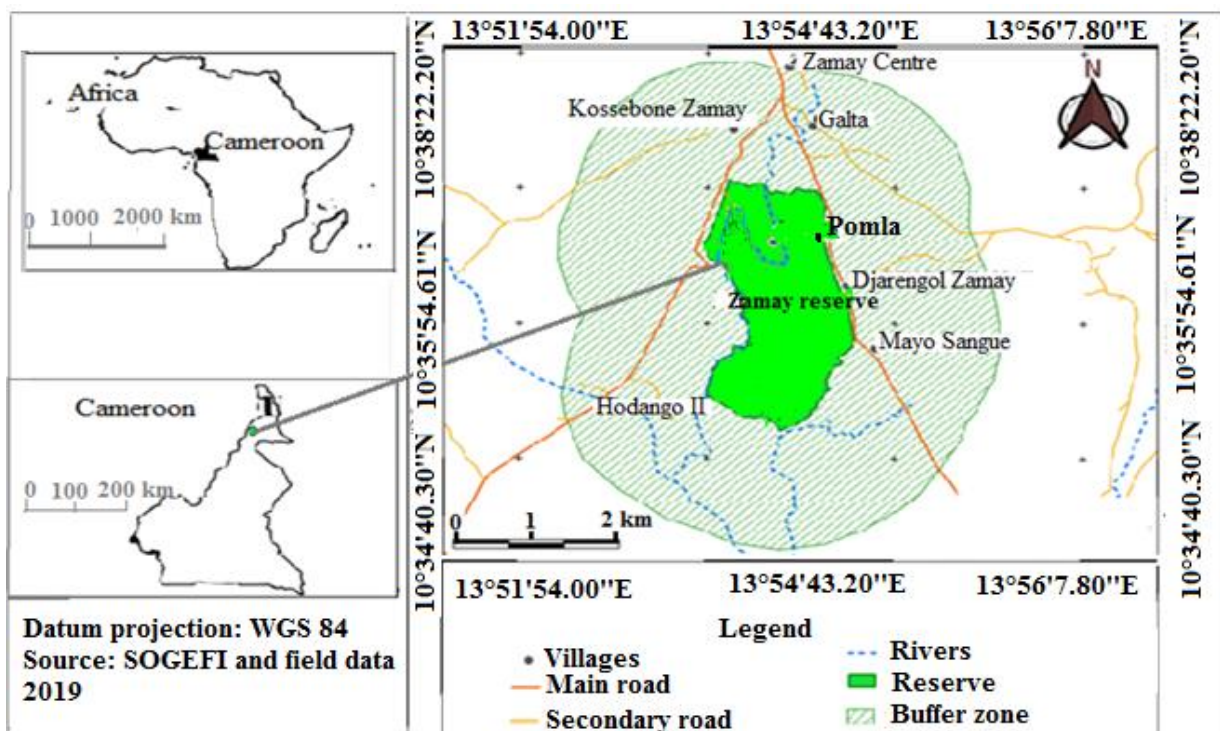 Africa
Cameroon
0 1000 2000 km
Cameroon
0 100 200 km
Datum projection: WGS 84
Source: SOGEFI and field data
2019
13°51'54.00"E 13°54'43.20"E 13°56'7.80"E
10°38'22.20"N
10°35'54.61"N
10°34'40.30"N
N
Zamay Centre
Kossebone Zamay
Galta
Pomla
Djarengol Zamay
Zamay reserve
Mayo Sangue
Hodango II
0 1 2 km
10°38'22.20"N
10°35'54.61"N
10°34'40.30"N
13°51'54.00"E 13°54'43.20"E 13°56'7.80"E
Legend
Villages
Main road
Secondary road
Rivers
Reserve
Buffer zone